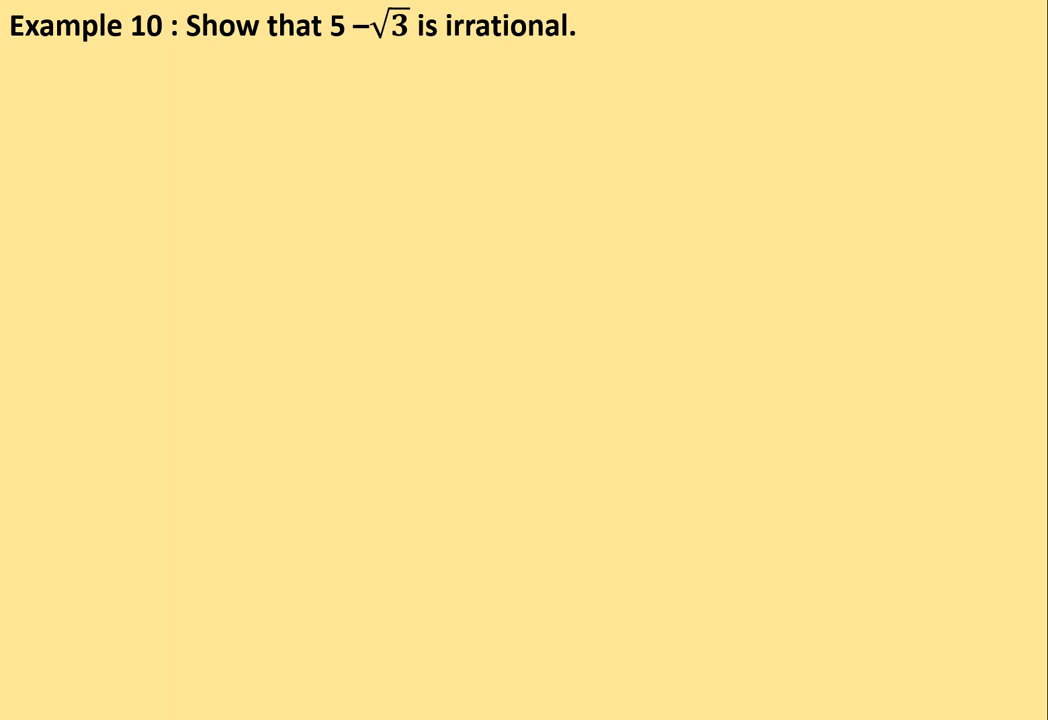 Example 10 : Show that 5 –√3 is irrational.